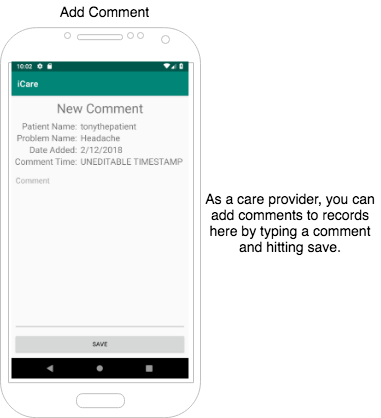 Add Comment
10:02
iCare
New Comment
Patient Name: tonythepatient
Problem Name: Headache
Date Added: 2/12/2018
Comment Time: UNEDITABLE TIMESTAMP
Comment
SAVE
As a care provider, you can
add comments to records
here by typing a comment
and hitting save.